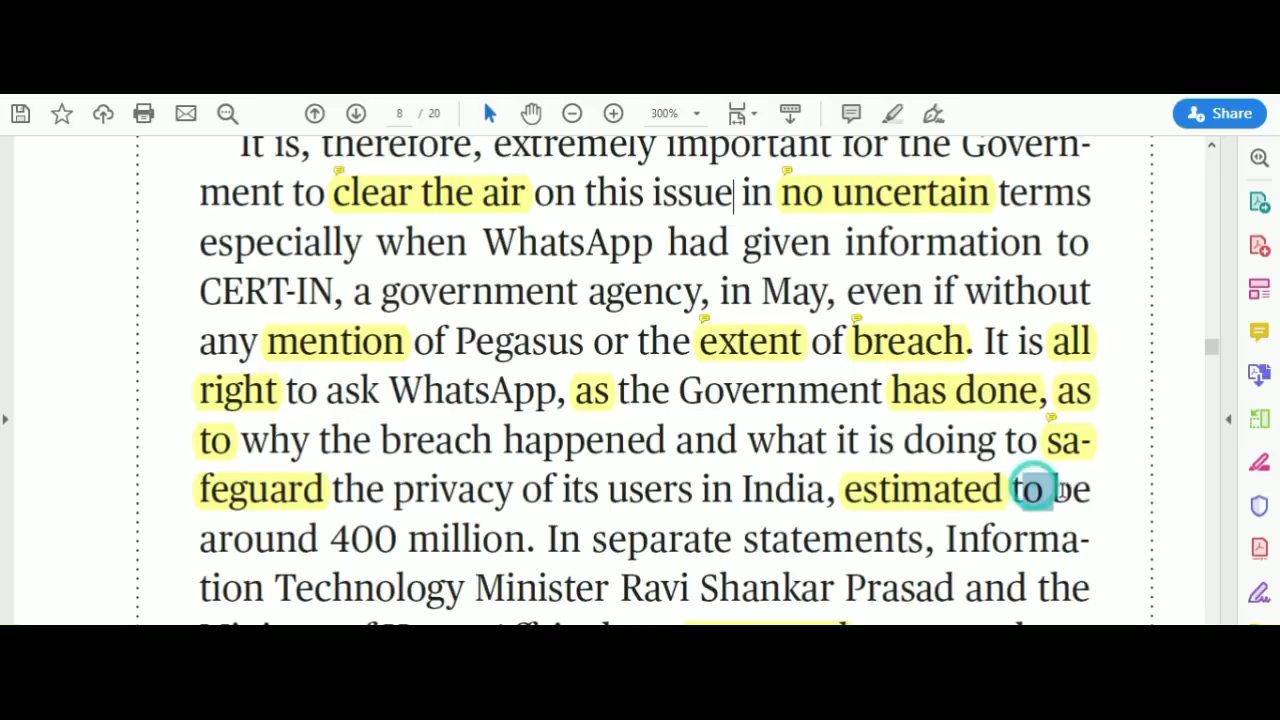 8 / 20
300%
Share
It is, therefore, extremely important for the Govern-
ment to clear the air on this issue in no uncertain terms
especially when WhatsApp had given information to
CERT-IN, a government agency, in May, even if without
any mention of Pegasus or the extent of breach. It is all
right to ask WhatsApp, as the Government has done, as
to why the breach happened and what it is doing to sa-
feguard the privacy of its users in India, estimated to be
around 400 million. In separate statements, Informa-
tion Technology Minister Ravi Shankar Prasad and the